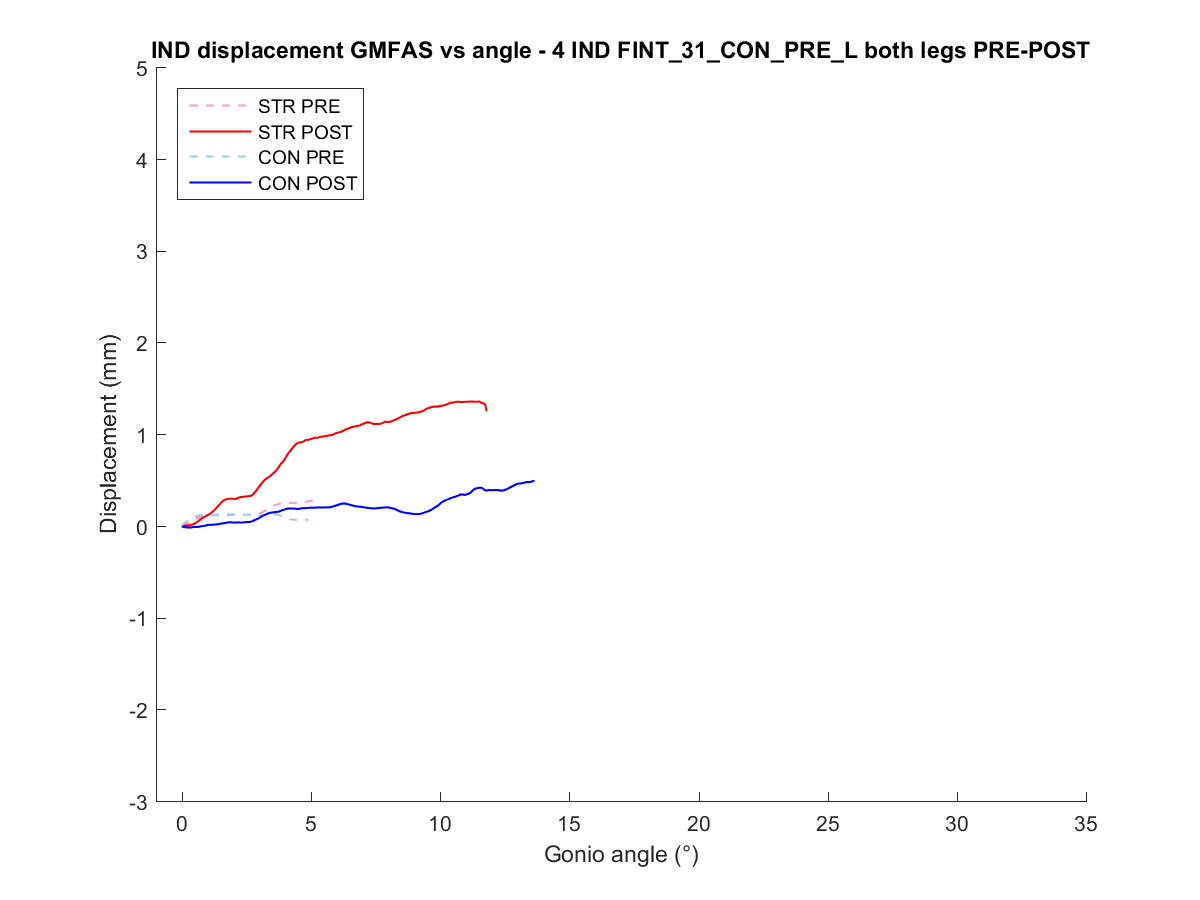 IND displacement GMFAS vs angle - 4 IND FINT_31_CON_PRE_L both legs PRE-POST
STR PRE
STR POST
CON PRE
CON POST
5
4
3
2
1
0
-1
-2
-3
Displacement (mm)
0 5 10 15 20 25 30 35
Gonio angle (°)